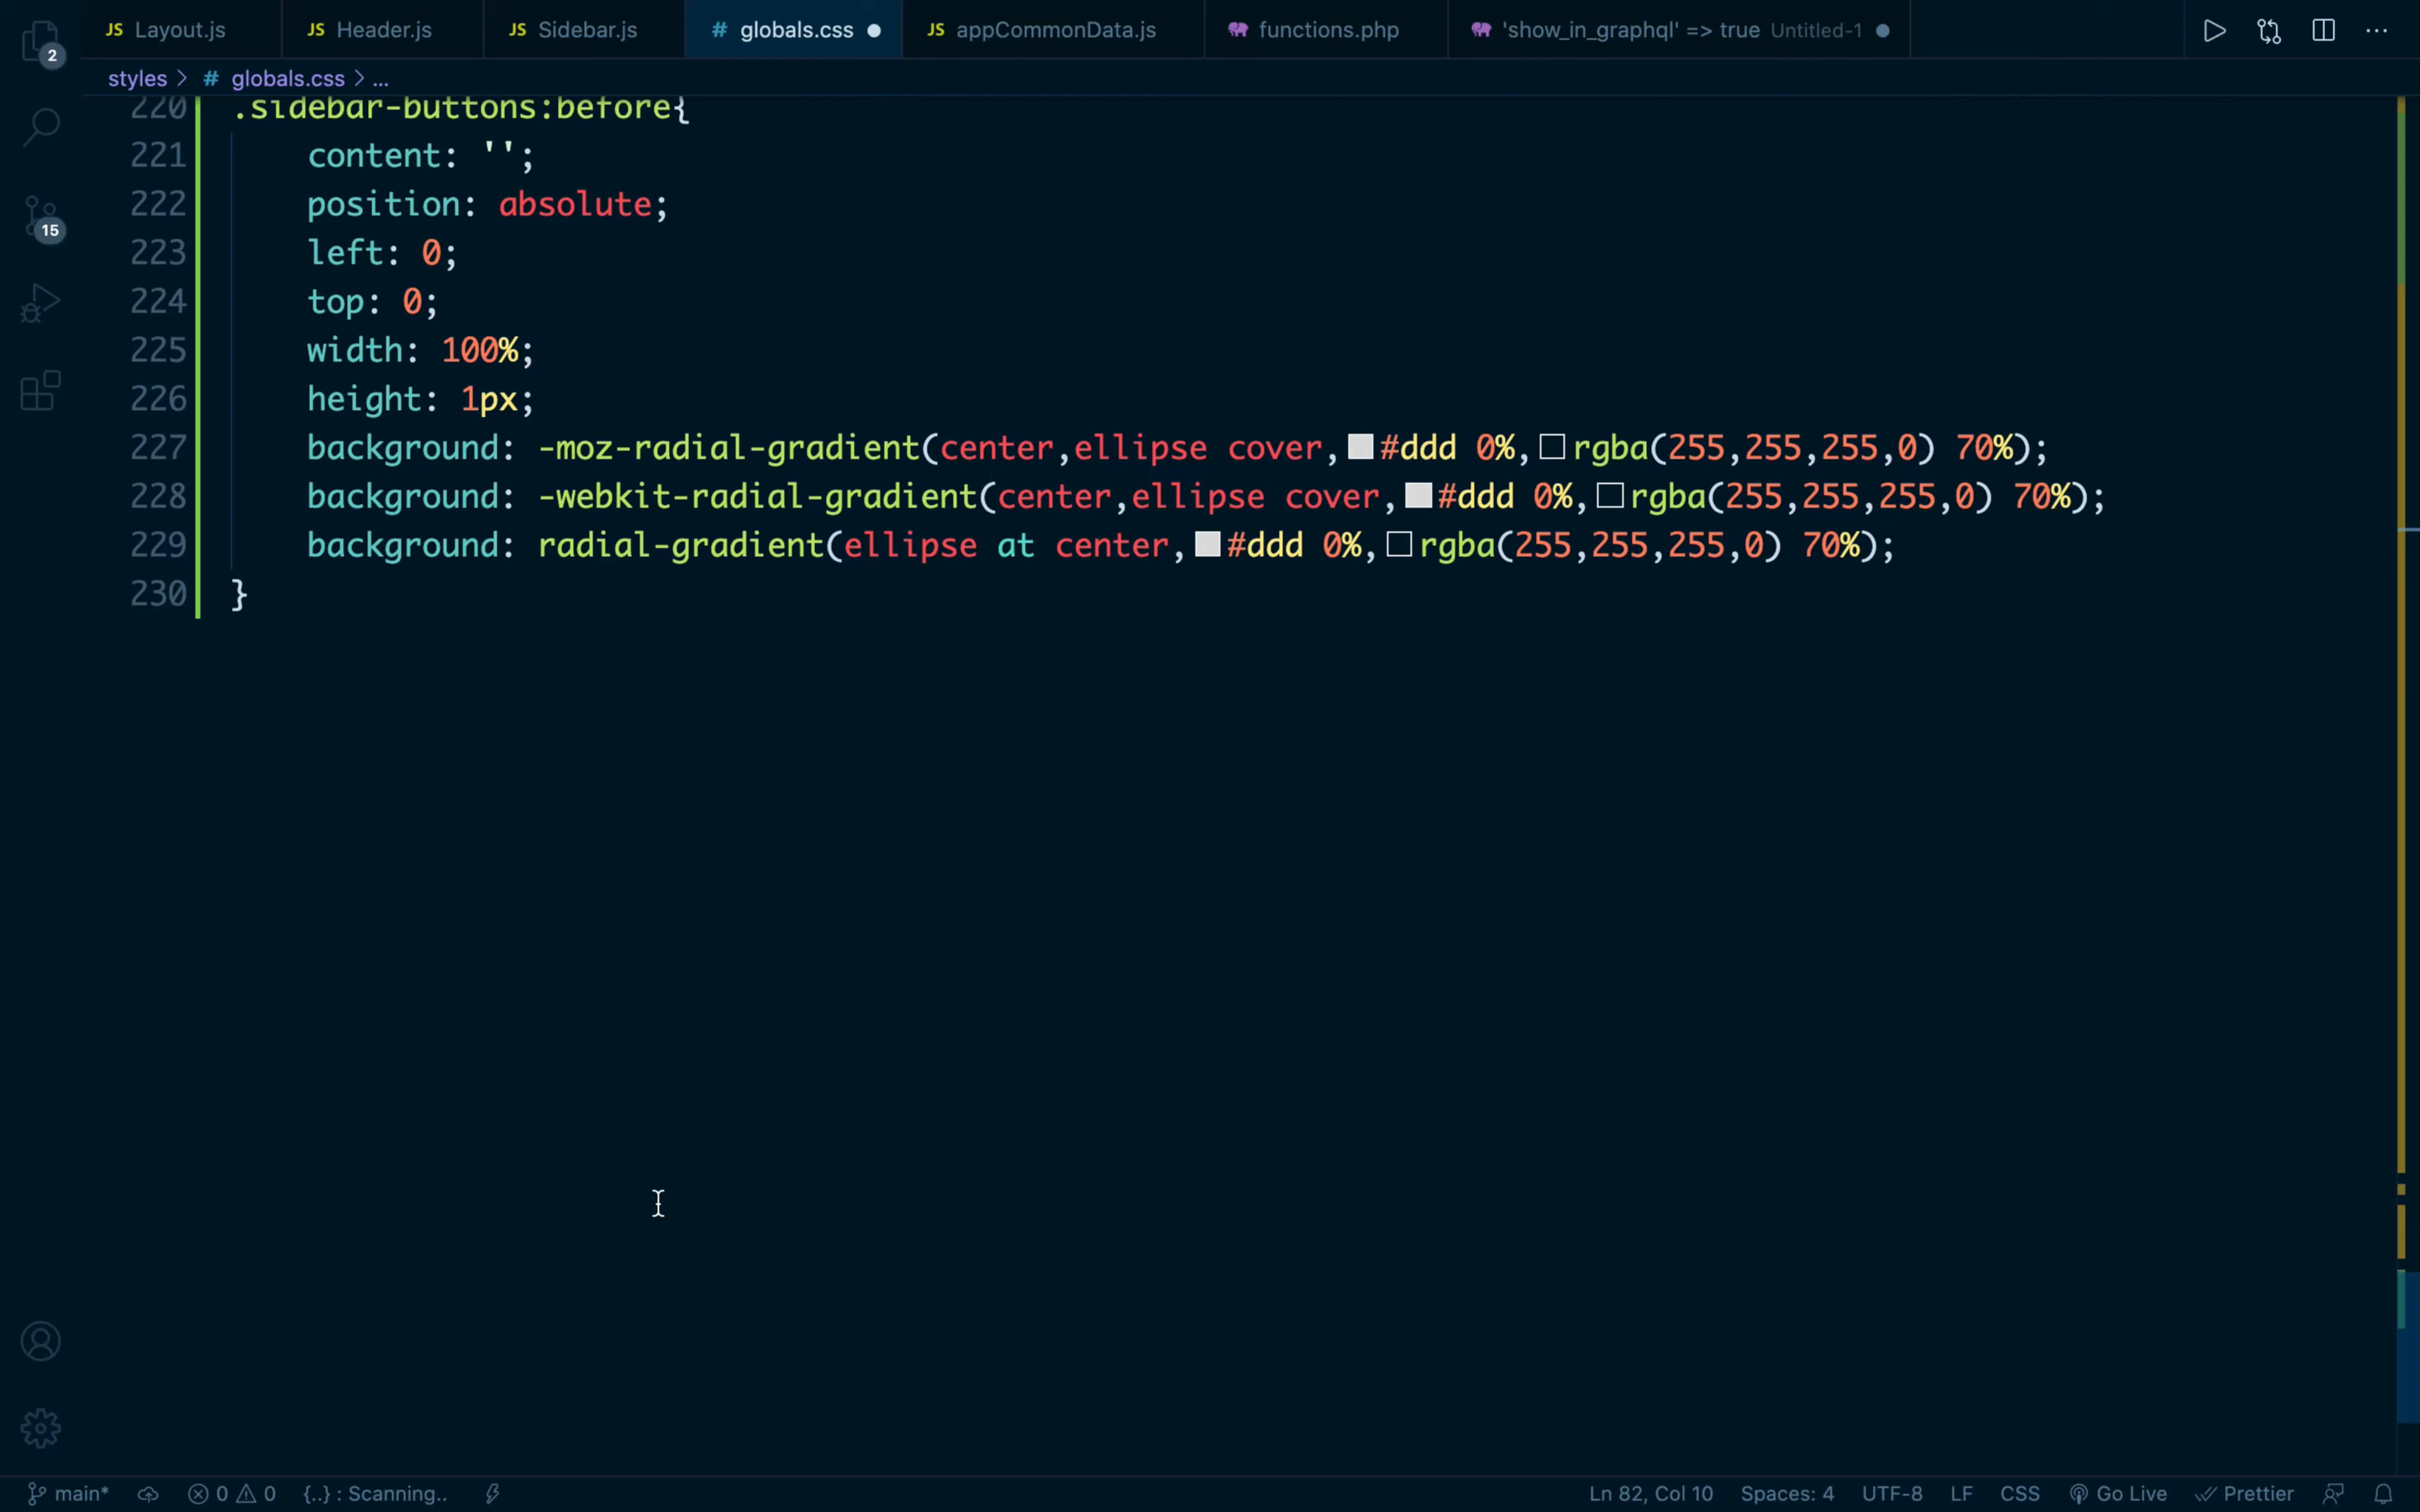 JS Layout.js JS Header.js JS Sidebar.js # globals.css JS appCommonData.js functions.php 'show_in_graphql' => true Untitled-1
styles > # globals.css > ...
2
15
220 .sidebar-buttons:before{
221 content: '';
222 position: absolute;
223 left: 0;
224 top: 0;
225 width: 100%;
226 height: 1px;
227 background: -moz-radial-gradient(center,ellipse cover,#ddd 0%,rgba(255,255,255,0) 70%);
228 background: -webkit-radial-gradient(center,ellipse cover,#ddd 0%,rgba(255,255,255,0) 70%);
229 background: radial-gradient(ellipse at center,#ddd 0%,rgba(255,255,255,0) 70%);
230 }
main* 0 0 {..} : Scanning.. Ln 82, Col 10 Spaces: 4 UTF-8 LF CSS Go Live Prettier